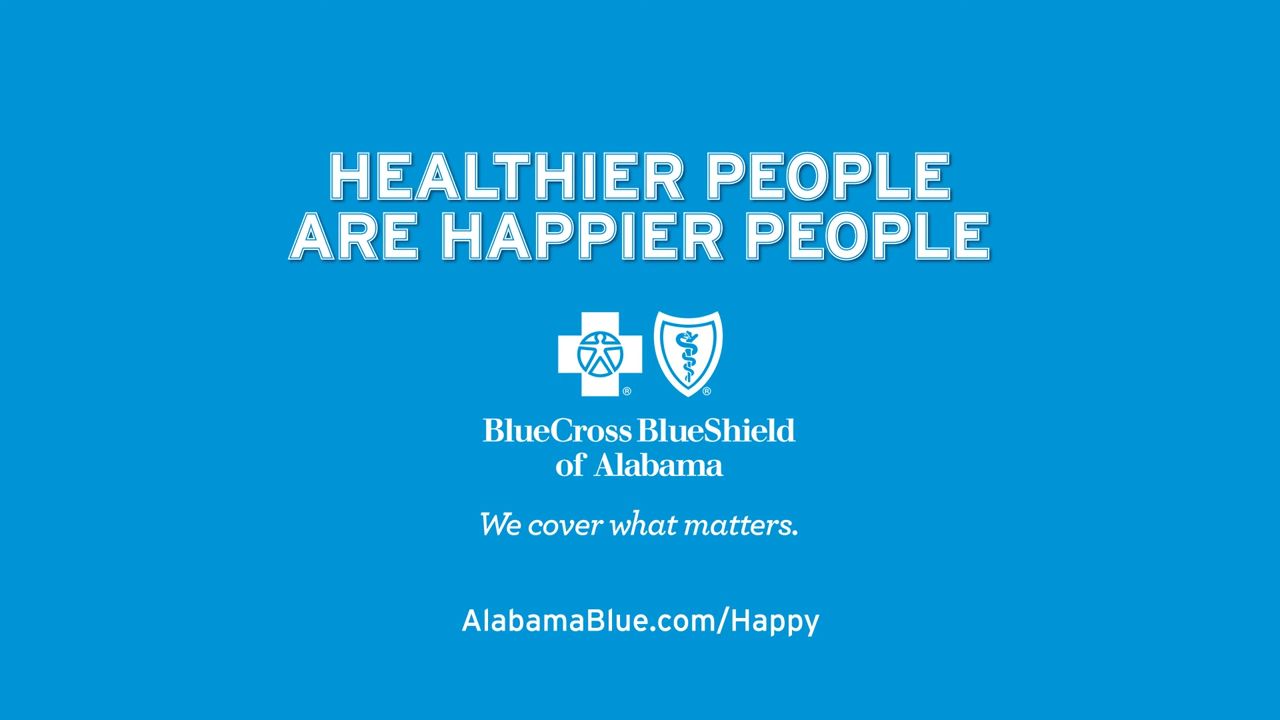 HEALTHIER PEOPLE
ARE HAPPIER PEOPLE
® ®
BlueCross BlueShield
of Alabama
We cover what matters.
AlabamaBlue.com/Happy